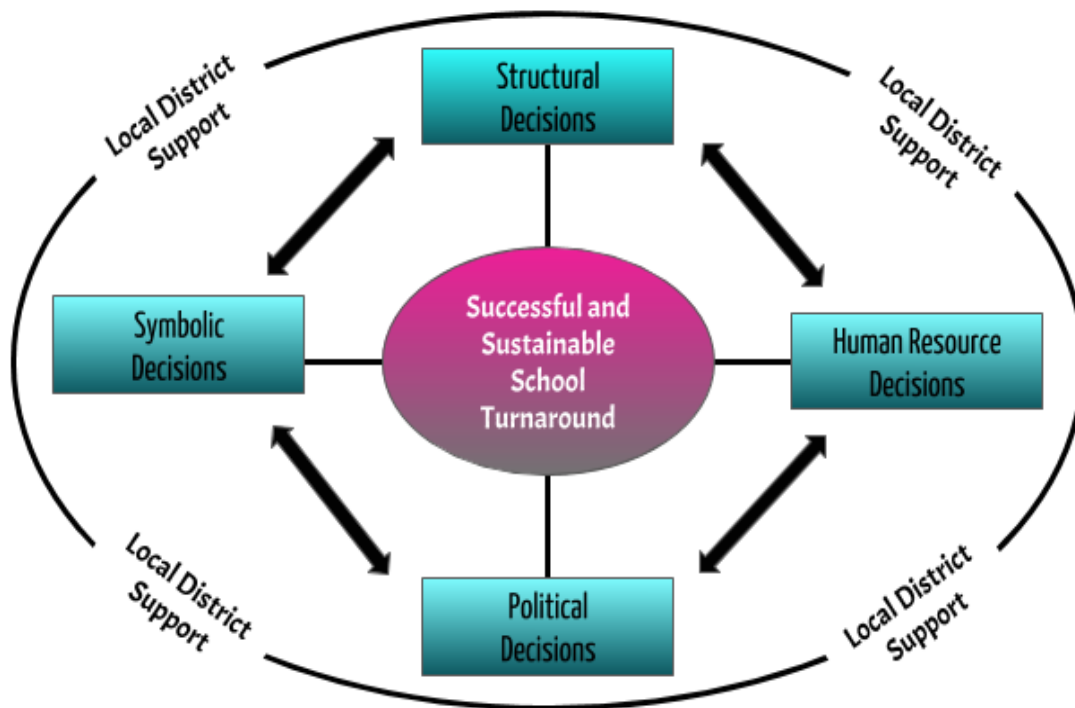 Local District
Support
Structural
Decisions
Local District
Support
Symbolic
Decisions
Successful and
Sustainable
School
Turnaround
Human Resource
Decisions
Local District
Support
Political
Decisions
Local District
Support